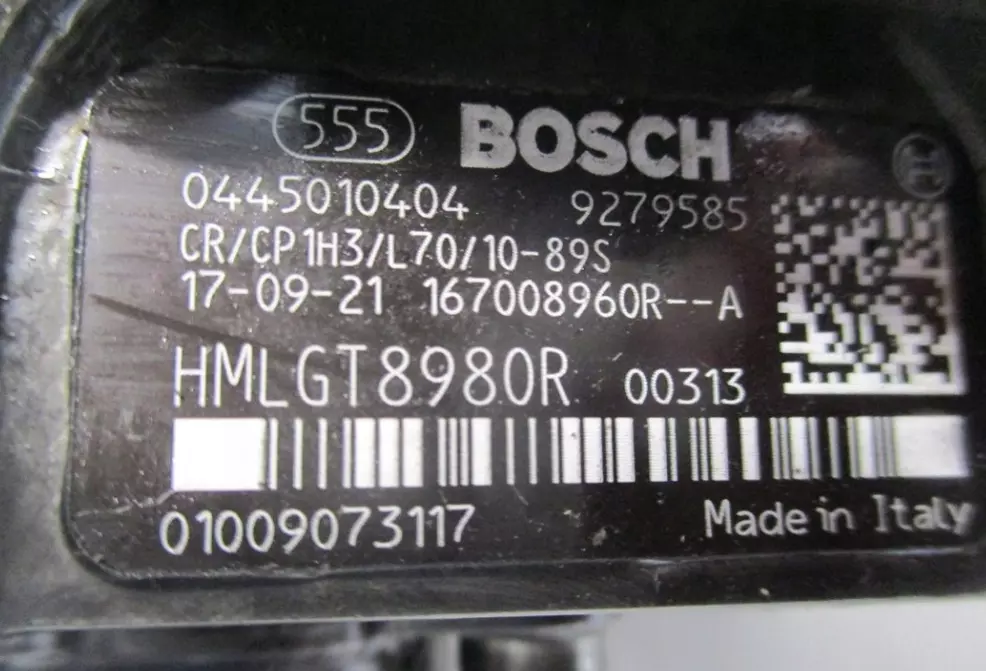 555 BOSCH
0445010404 9279585
CR/CP1H3/L70/10-89S
17-09-21 167008960R--A
HMLGT8980R 00313
01009073117 Made in Italy